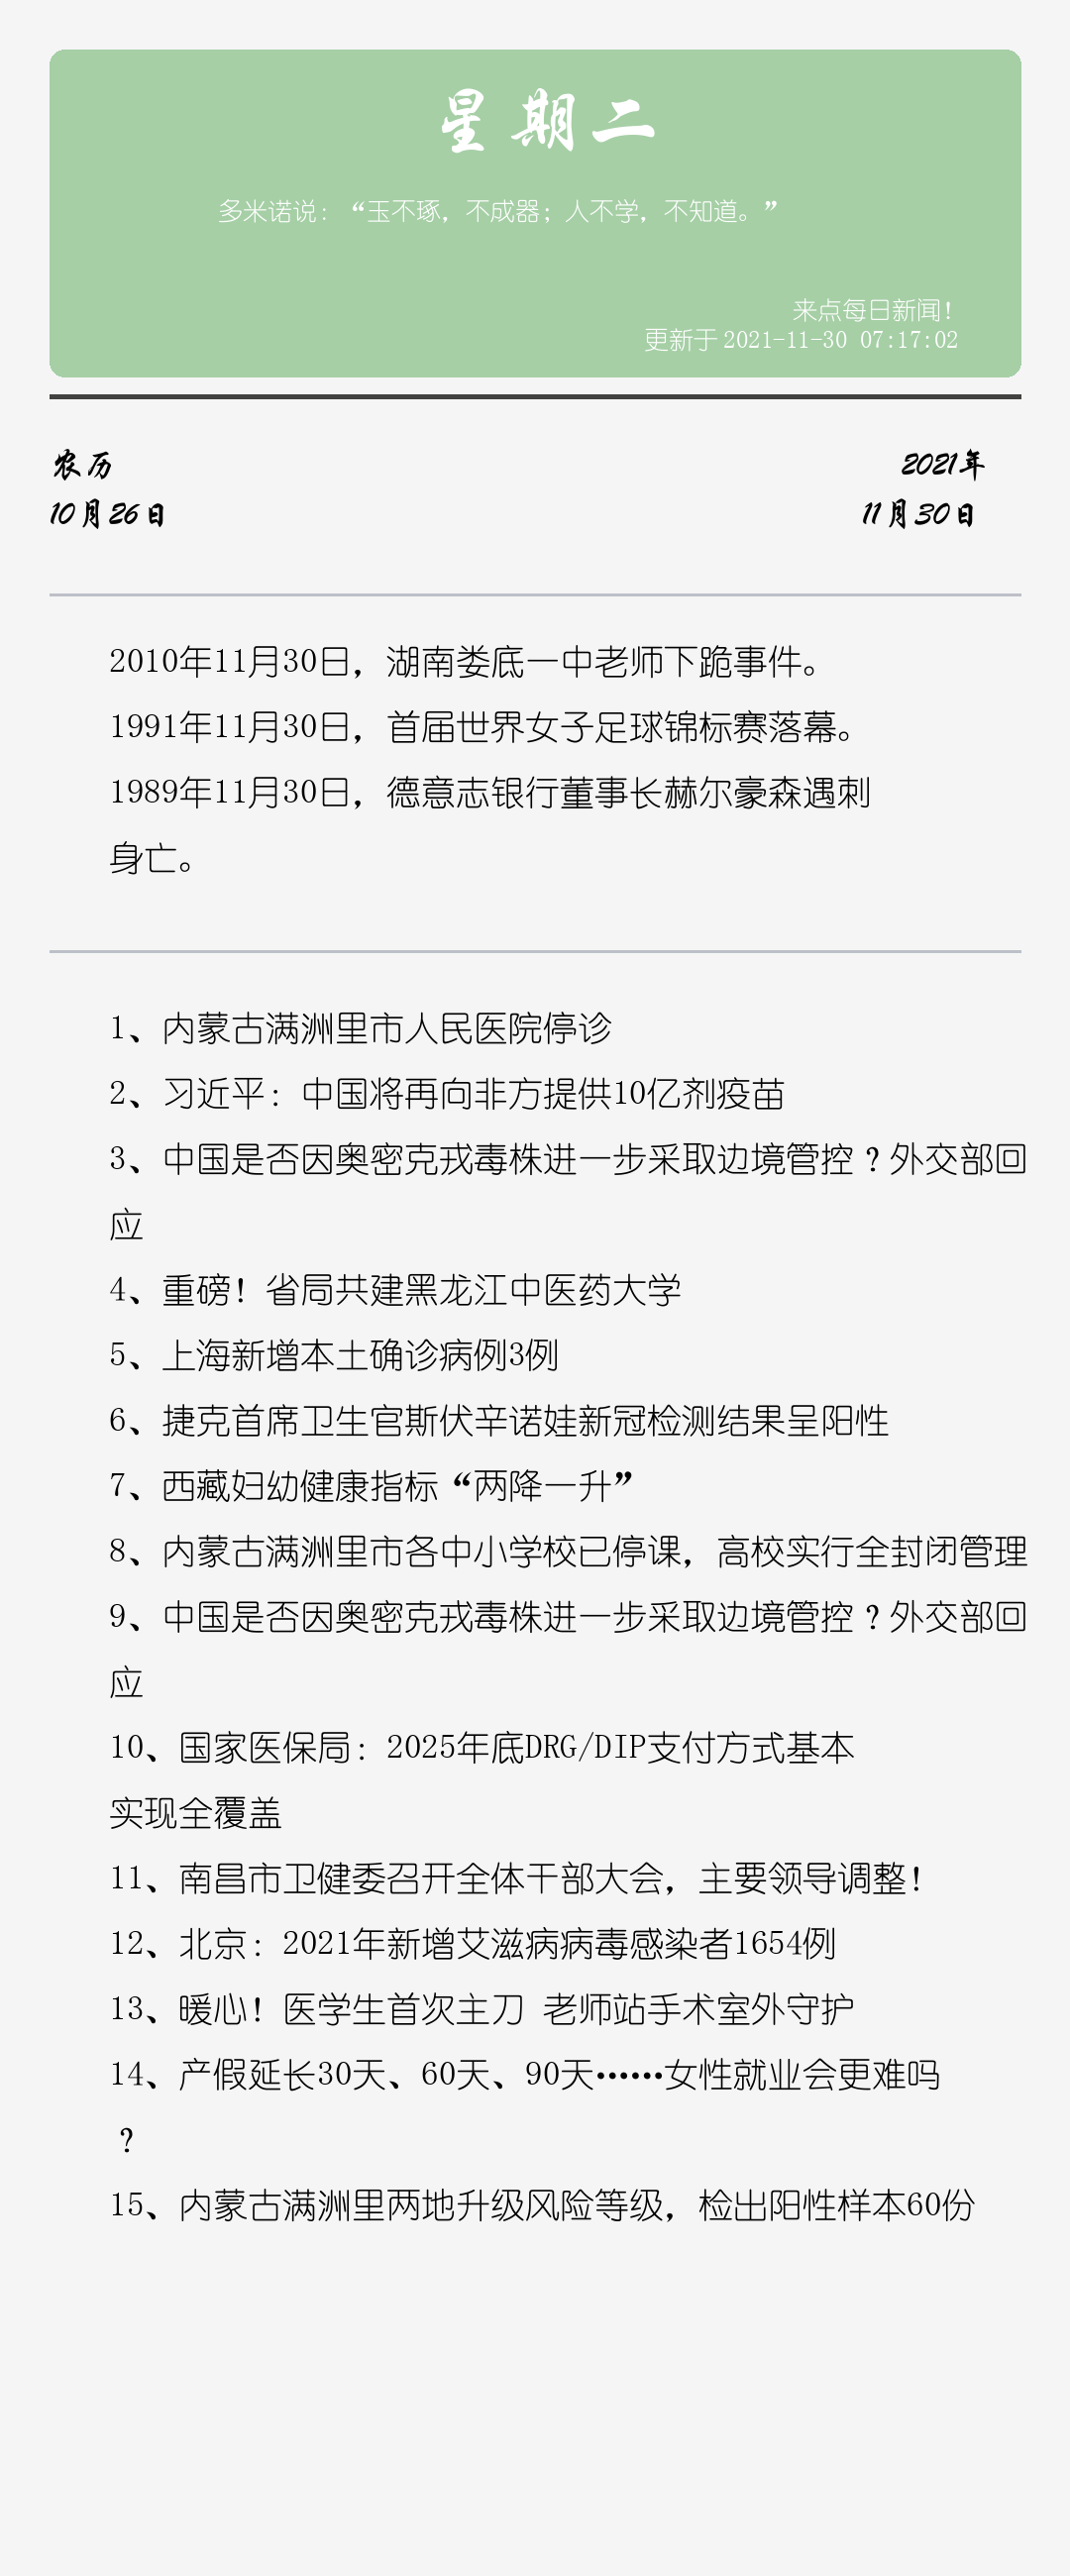 星期二
多米诺说：“玉不琢，不成器；人不学，不知道。”
来点每日新闻！
更新于 2021-11-30 07:17:02
农历
10月26日
2021年
11月30日
2010年11月30日，湖南娄底一中老师下跪事件。
1991年11月30日，首届世界女子足球锦标赛落幕。
1989年11月30日，德意志银行董事长赫尔豪森遇刺
身亡。
1、内蒙古满洲里市人民医院停诊
2、习近平：中国将再向非方提供10亿剂疫苗
3、中国是否因奥密克戎毒株进一步采取边境管控？外交部回
应
4、重磅！省局共建黑龙江中医药大学
5、上海新增本土确诊病例3例
6、捷克首席卫生官斯伏辛诺娃新冠检测结果呈阳性
7、西藏妇幼健康指标“两降一升”
8、内蒙古满洲里市各中小学校已停课，高校实行全封闭管理
9、中国是否因奥密克戎毒株进一步采取边境管控？外交部回
应
10、国家医保局：2025年底DRG/DIP支付方式基本
实现全覆盖
11、南昌市卫健委召开全体干部大会，主要领导调整！
12、北京：2021年新增艾滋病病毒感染者1654例
13、暖心！医学生首次主刀 老师站手术室外守护
14、产假延长30天、60天、90天……女性就业会更难吗
？
15、内蒙古满洲里两地升级风险等级，检出阳性样本60份